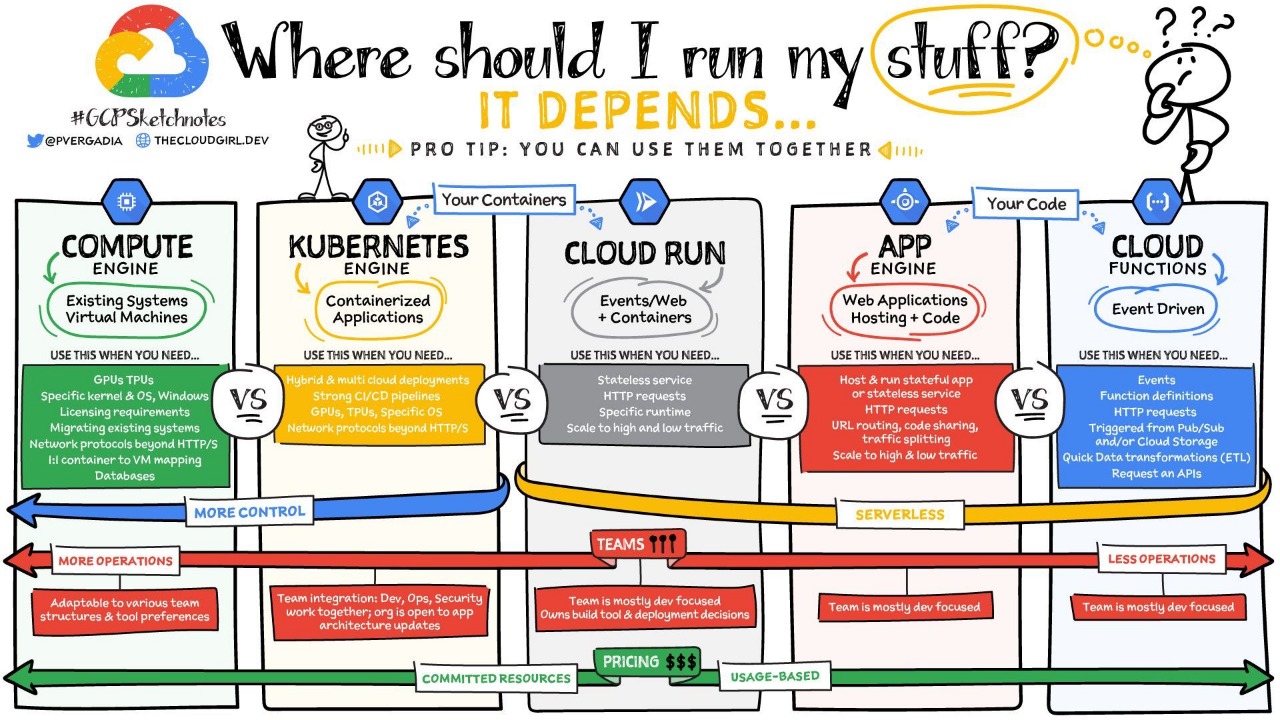 Where should I run my stuff?
? ? ?
IT DEPENDS...
#GCPSketchnotes
@PVERGADIA THECLOUDGIRL.DEV
PRO TIP: YOU CAN USE THEM TOGETHER
Your Containers
Your Code
COMPUTE
ENGINE
Existing Systems
Virtual Machines
USE THIS WHEN YOU NEED...
GPUs TPUs
Specific kernel & OS, Windows
Licensing requirements
Migrating existing systems
Network protocols beyond HTTP/S
1:1 container to VM mapping
Databases
VS
KUBERNETES
ENGINE
Containerized
Applications
USE THIS WHEN YOU NEED...
Hybrid & multi cloud deployments
Strong CI/CD pipelines
GPUs, TPUs, Specific OS
Network protocols beyond HTTP/S
VS
CLOUD RUN
Events/Web
+ Containers
USE THIS WHEN YOU NEED...
Stateless service
HTTP requests
Specific runtime
Scale to high and low traffic
VS
APP
ENGINE
Web Applications
Hosting + Code
USE THIS WHEN YOU NEED...
Host & run stateful app
or stateless service
HTTP requests
URL routing, code sharing,
traffic splitting
Scale to high & low traffic
VS
CLOUD
FUNCTIONS
Event Driven
USE THIS WHEN YOU NEED...
Events
Function definitions
HTTP requests
Triggered from Pub/Sub
and/or Cloud Storage
Quick Data transformations (ETL)
Request an APIs
MORE CONTROL
SERVERLESS
TEAMS
MORE OPERATIONS
LESS OPERATIONS
Adaptable to various team
structures & tool preferences
Team integration: Dev, Ops, Security
work together; org is open to app
architecture updates
Team is mostly dev focused
Owns build tool & deployment decisions
Team is mostly dev focused
Team is mostly dev focused
PRICING $$$
COMMITTED RESOURCES
USAGE-BASED